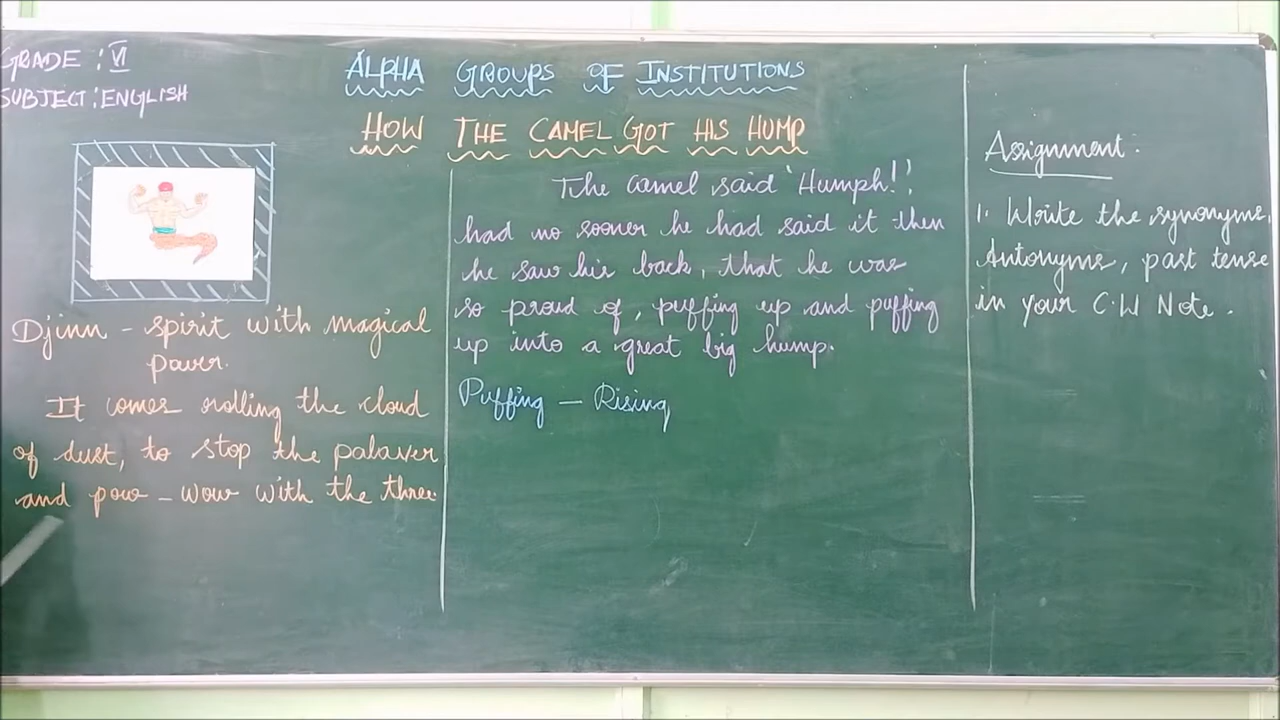 GRADE : VI
SUBJECT : ENGLISH
ALPHA GROUPS OF INSTITUTIONS
HOW THE CAMEL GOT HIS HUMP
Djinn - spirit with magical
powr.
It comes rolling the cloud
of dust, to stop the palaver
and pow - wow with the three.
The Camel said 'Humph!',
had no sooner he had said it then
he saw his back, that he was
so proud of, puffing up and puffing
up into a great big hump.
Puffing — Rising
Assignment:
1. Write the synonyms,
Antonyms, past tense
in your C.W Note.